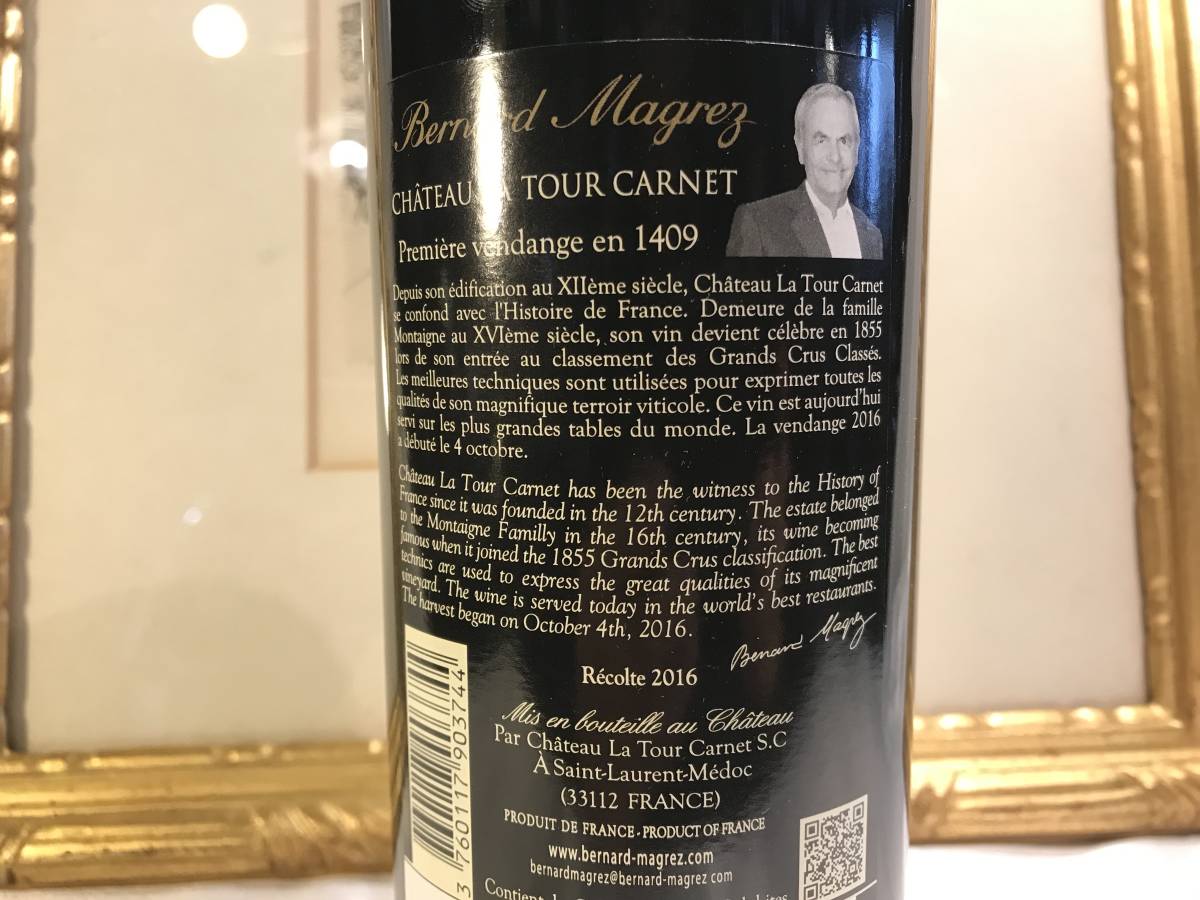 Bernard Magrez
CHÂTEAU LA TOUR CARNET
Première vendange en 1409
Depuis son édification au XIIème siècle, Château La Tour Carnet
se confond avec l'Histoire de France. Demeure de la famille
Montaigne au XVIème siècle, son vin devient célèbre en 1855
lors de son entrée au classement des Grands Crus Classés.
Les meilleures techniques sont utilisées pour exprimer toutes les
qualités de son magnifique terroir viticole. Ce vin est aujourd'hui
servi sur les plus grandes tables du monde. La vendange 2016
a débuté le 4 octobre.
Château La Tour Carnet has been the witness to the History of
France since it was founded in the 12th century. The estate belonged
to the Montaigne Familly in the 16th century, its wine becoming
famous when it joined the 1855 Grands Crus classification. The best
technics are used to express the great qualities of its magnificent
vineyard. The wine is served today in the world's best restaurants.
The harvest began on October 4th, 2016.
Bernard Magrez
Récolte 2016
Mis en bouteille au Château
Par Château La Tour Carnet S.C
À Saint-Laurent-Médoc
(33112 FRANCE)
PRODUIT DE FRANCE - PRODUCT OF FRANCE
www.bernard-magrez.com
bernardmagrez@bernard-magrez.com
3 760117 903744
Contient